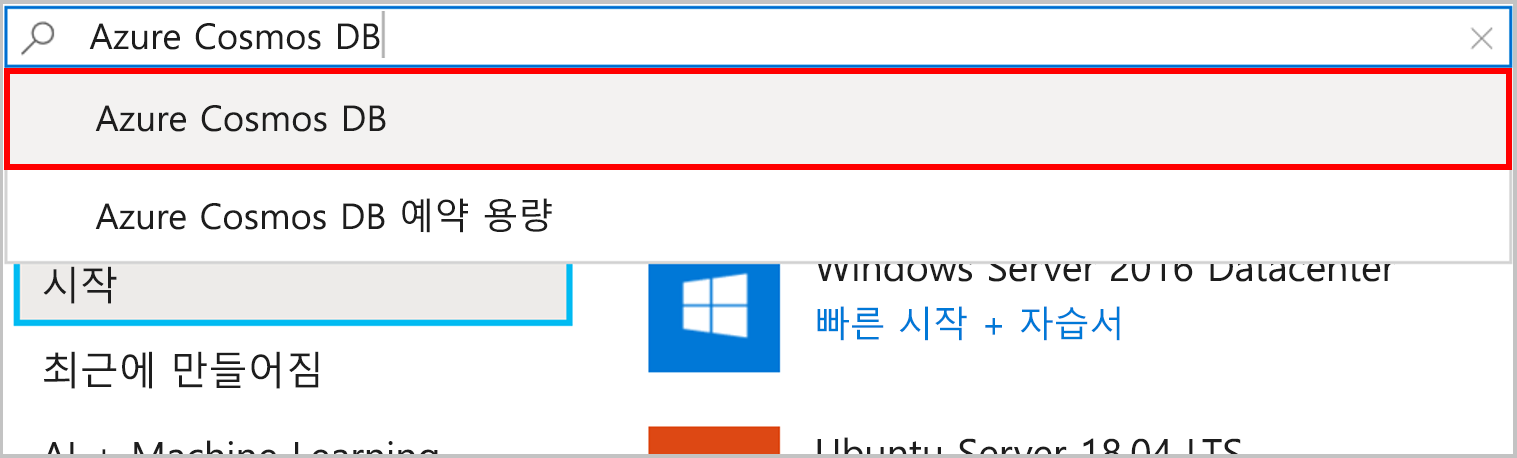 Azure Cosmos DB
Azure Cosmos DB
Azure Cosmos DB 예약 용량
시작
Windows Server 2016 Datacenter
빠른 시작 + 자습서
최근에 만들어짐
AI + Machine Learning
Ubuntu Server 18.04 LTS